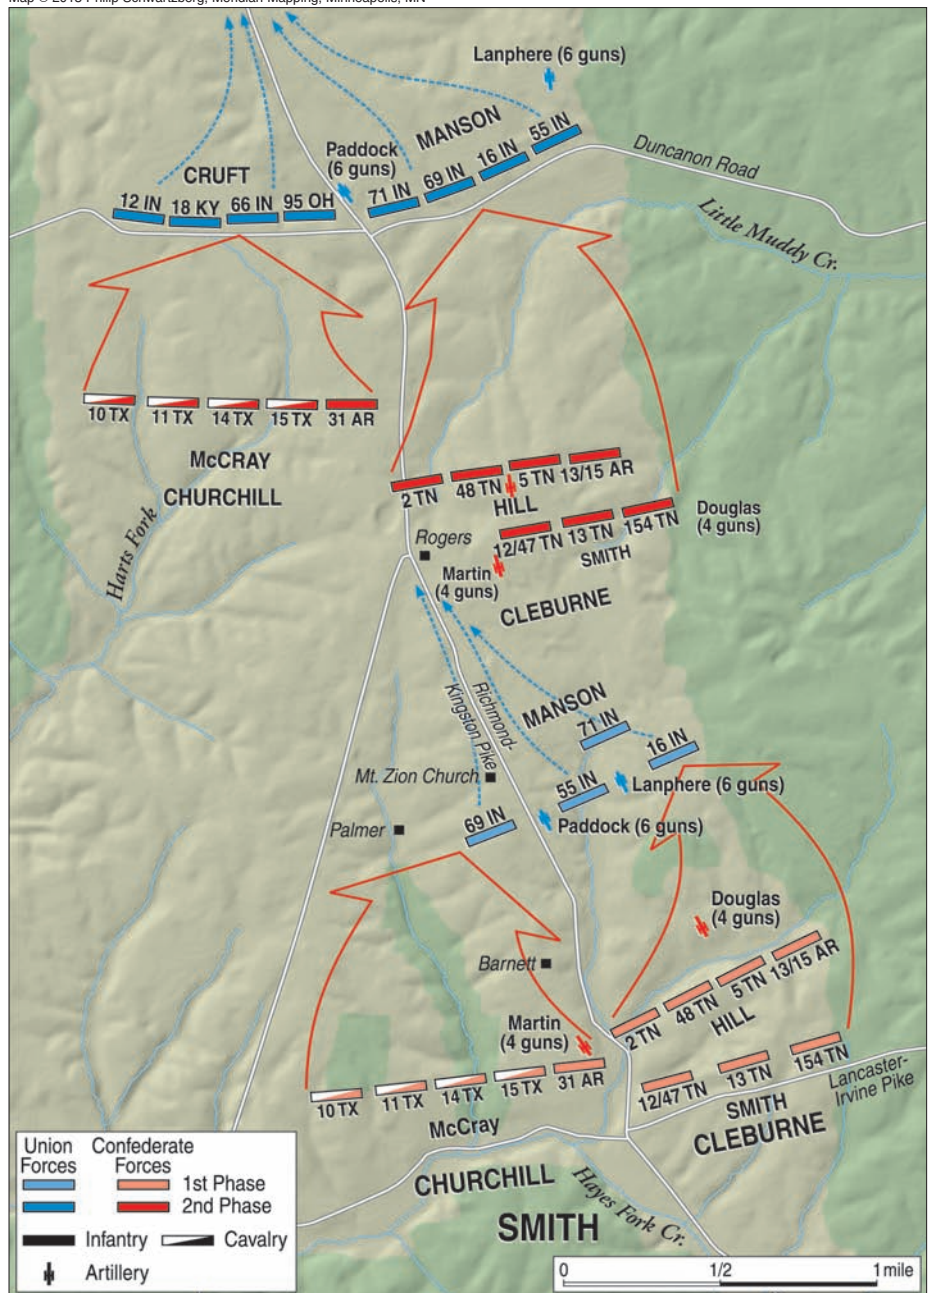 Map © 2013 Philip Schwartzberg, Meridian Mapping, Minneapolis, MN
Lanphere (6 guns)
MANSON
55 IN
16 IN
69 IN
71 IN
Paddock
(6 guns)
CRUFT
12 IN
18 KY
66 IN
95 OH
Duncanon Road
Little Muddy Cr.
10 TX
11 TX
14 TX
15 TX
31 AR
McCRAY
CHURCHILL
Harts Fork
2 TN
48 TN
5 TN
13/15 AR
HILL
12/47 TN
13 TN
154 TN
SMITH
Douglas
(4 guns)
Rogers
Martin
(4 guns)
CLEBURNE
Richmond-
Kingston Pike
MANSON
71 IN
16 IN
55 IN
Lanphere (6 guns)
Mt. Zion Church
69 IN
Paddock (6 guns)
Palmer
Douglas
(4 guns)
Barnett
Martin
(4 guns)
2 TN
48 TN
5 TN
13/15 AR
HILL
10 TX
11 TX
14 TX
15 TX
31 AR
McCray
12/47 TN
13 TN
154 TN
SMITH
CLEBURNE
Lancaster-
Irvine Pike
CHURCHILL
Hayes Fork Cr.
SMITH
Union
Forces
Confederate
Forces
1st Phase
2nd Phase
Infantry
Cavalry
Artillery
0
1/2
1 mile